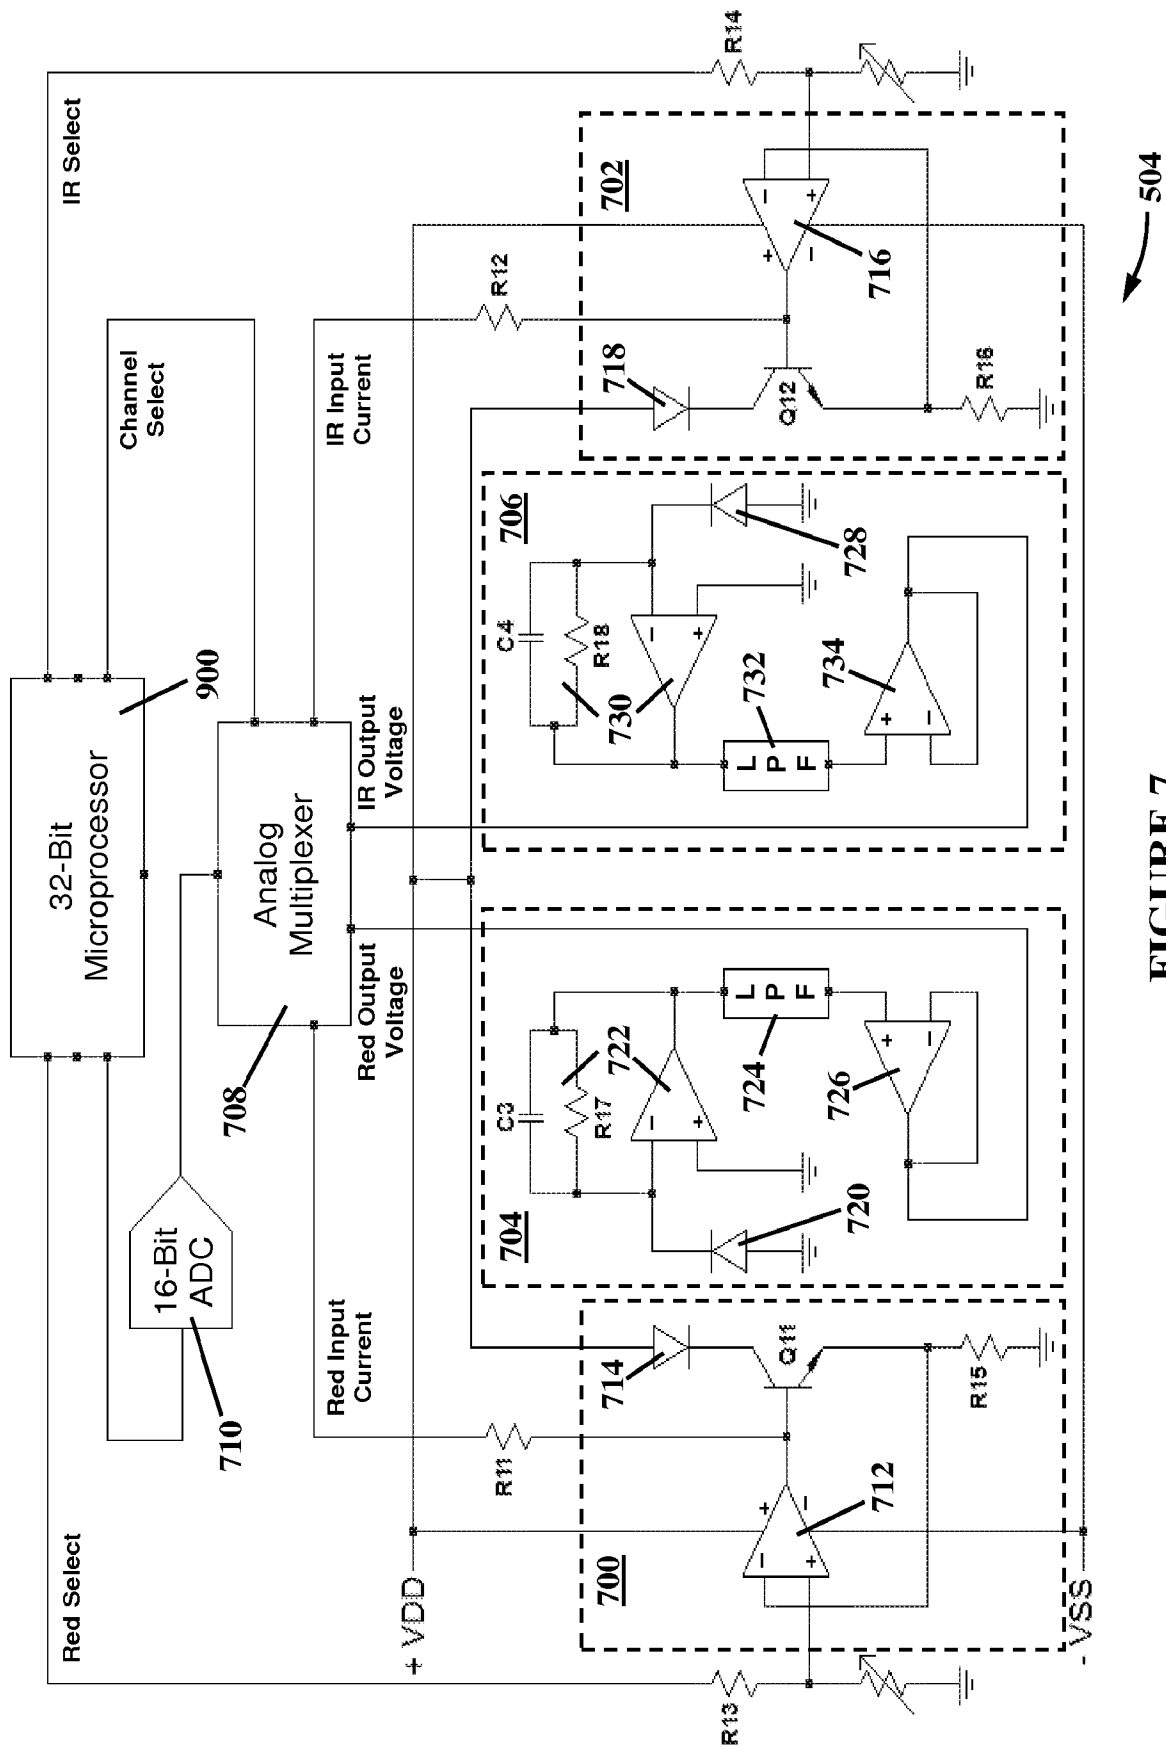 Red Select
IR Select
32-Bit
Microprocessor
900
Channel
Select
16-Bit
ADC
710
708
Analog
Multiplexer
Red Input
Current
IR Input
Current
Red Output
Voltage
IR Output
Voltage
+ VDD
- VSS
R11
R12
R13
R14
700
712
+
-
-
+
714
Q11
R15
704
C3
R17
722
-
+
720
LPF
724
+
-
726
706
C4
R18
730
-
+
728
LPF
732
+
-
734
702
718
Q12
R16
716
-
+
+
-
504
FIGURE 7